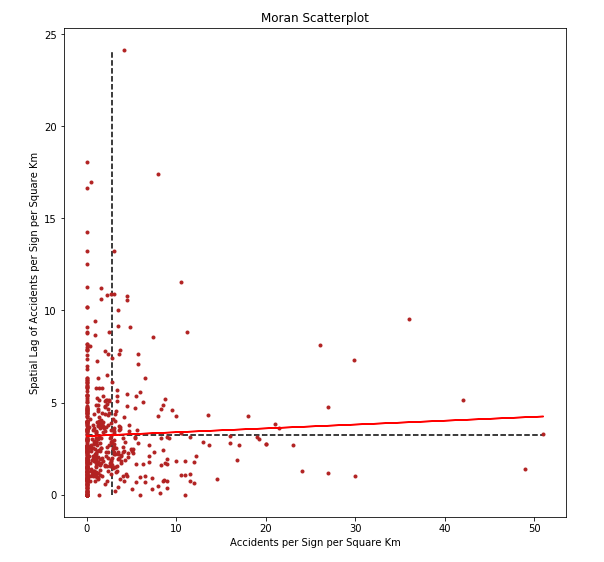 Moran Scatterplot
25
20
15
10
5
0
Spatial Lag of Accidents per Sign per Square Km
0 10 20 30 40 50
Accidents per Sign per Square Km